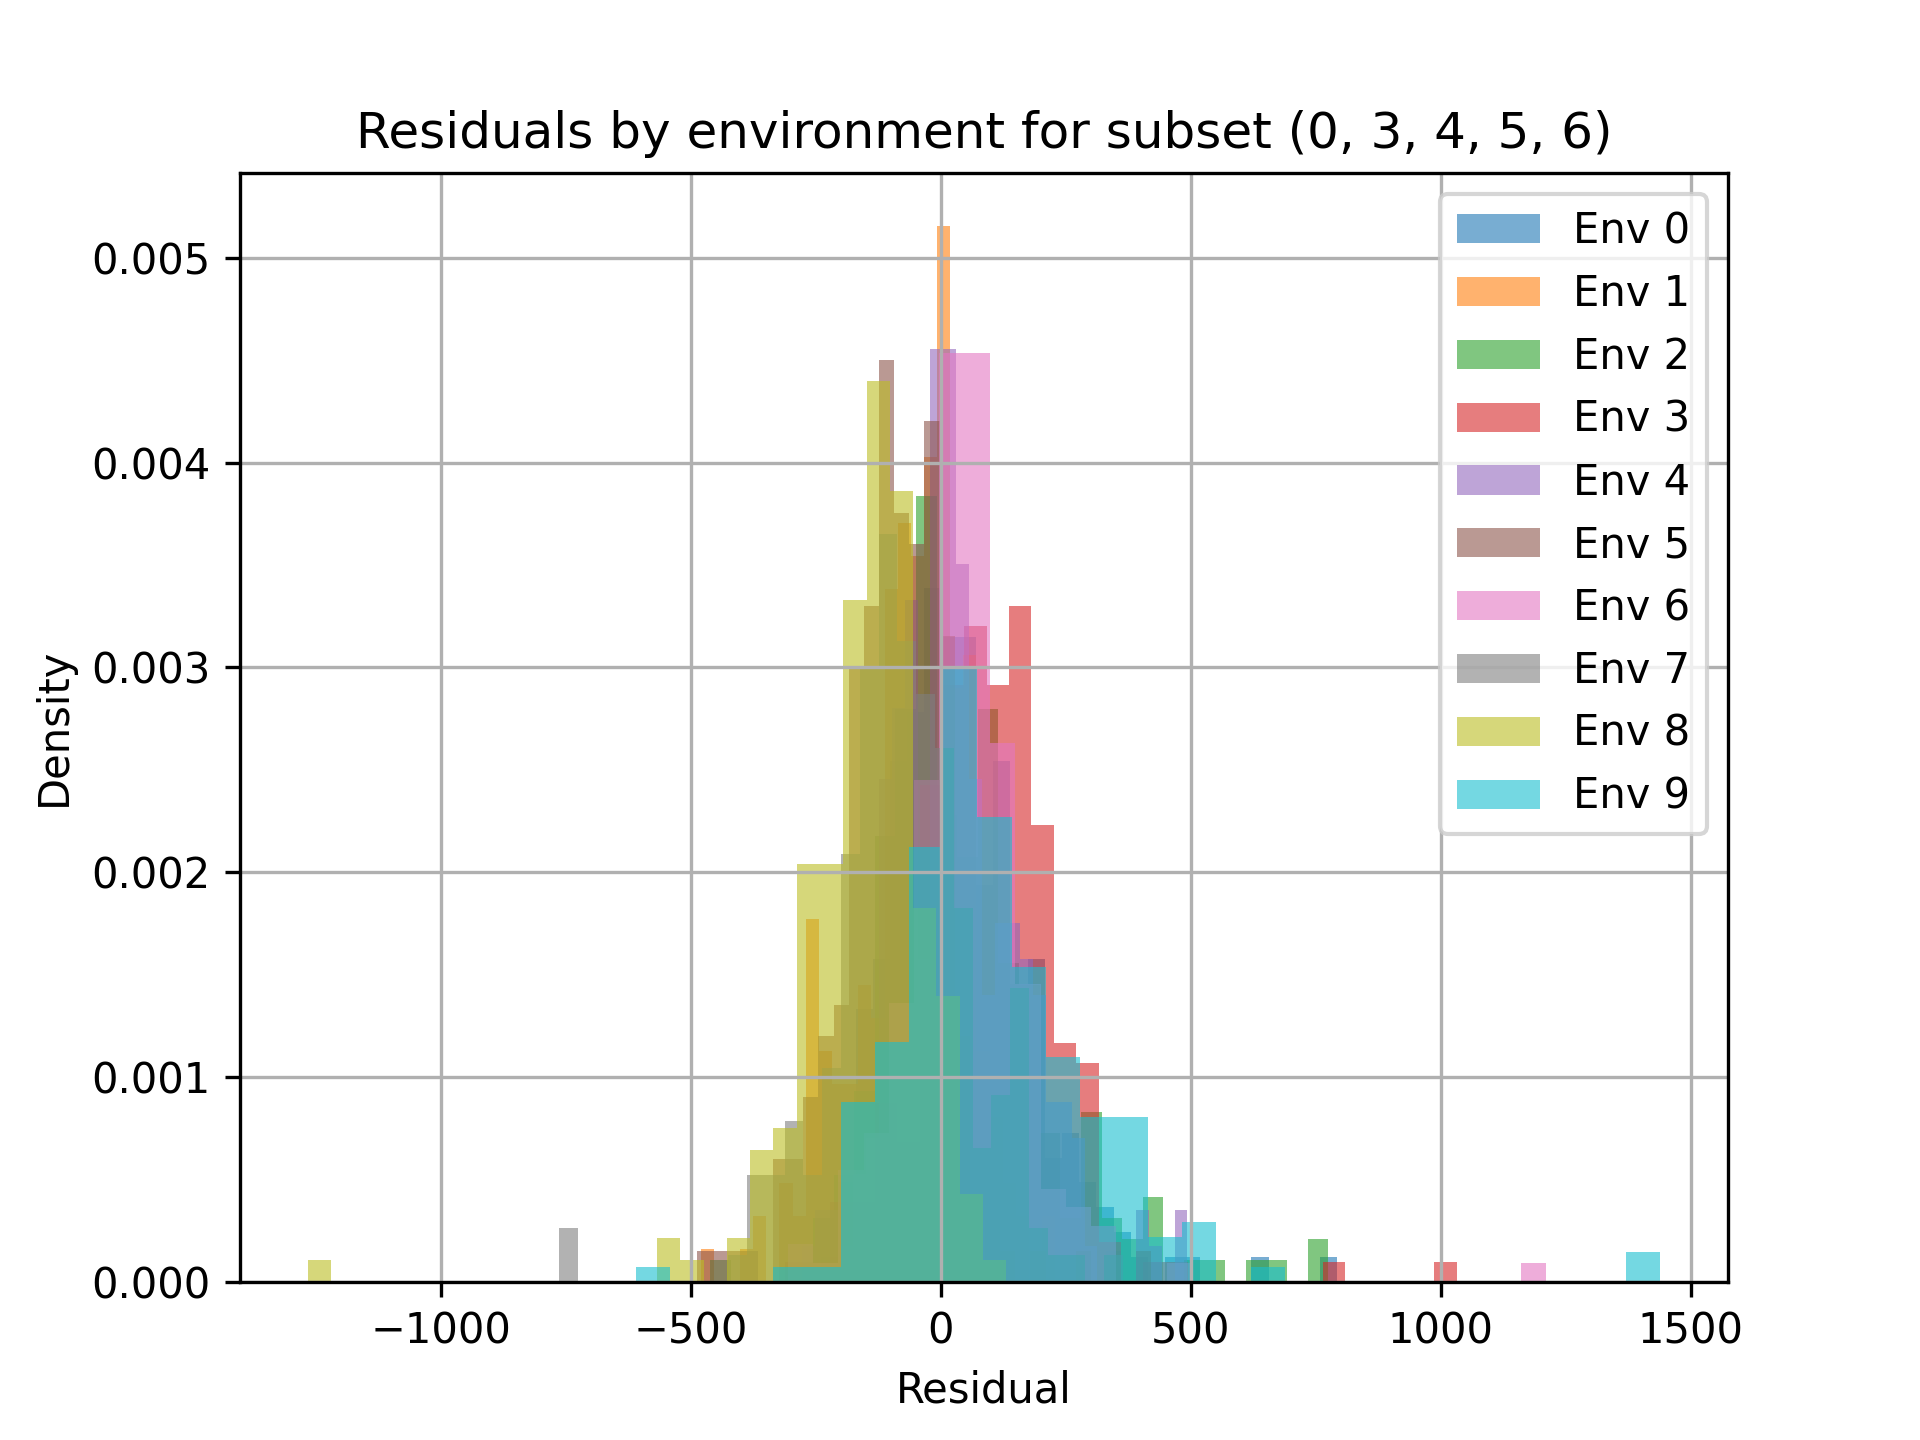 Residuals by environment for subset (0, 3, 4, 5, 6)
Env 0
Env 1
Env 2
Env 3
Env 4
Env 5
Env 6
Env 7
Env 8
Env 9
Density
0.005
0.004
0.003
0.002
0.001
0.000
−1000 −500 0 500 1000 1500
Residual